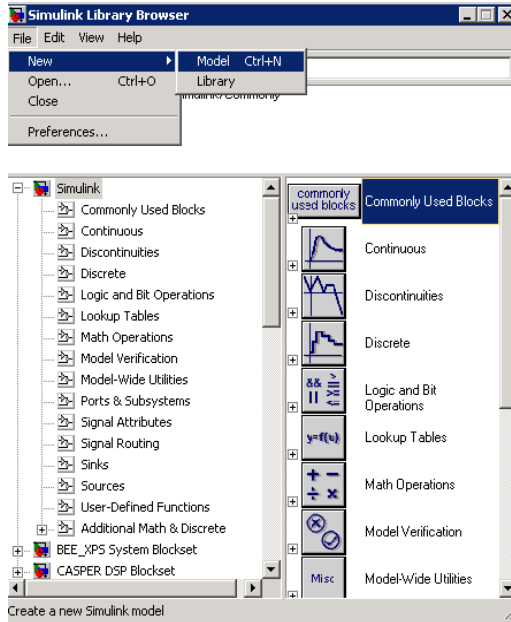 Simulink Library Browser
File Edit View Help
New Model Ctrl+N
Open... Ctrl+O Library
Close
Simulink/Commonly
Preferences...
Simulink
Commonly Used Blocks
Continuous
Discontinuities
Discrete
Logic and Bit Operations
Lookup Tables
Math Operations
Model Verification
Model-Wide Utilities
Ports & Subsystems
Signal Attributes
Signal Routing
Sinks
Sources
User-Defined Functions
Additional Math & Discrete
BEE_XPS System Blockset
CASPER DSP Blockset
commonly
used blocks
Commonly Used Blocks
Continuous
Discontinuities
Discrete
&& >
|| >=
<=
Logic and Bit
Operations
y=f(u)
Lookup Tables
+ −
÷ ×
Math Operations
Model Verification
Misc
Model-Wide Utilities
Create a new Simulink model